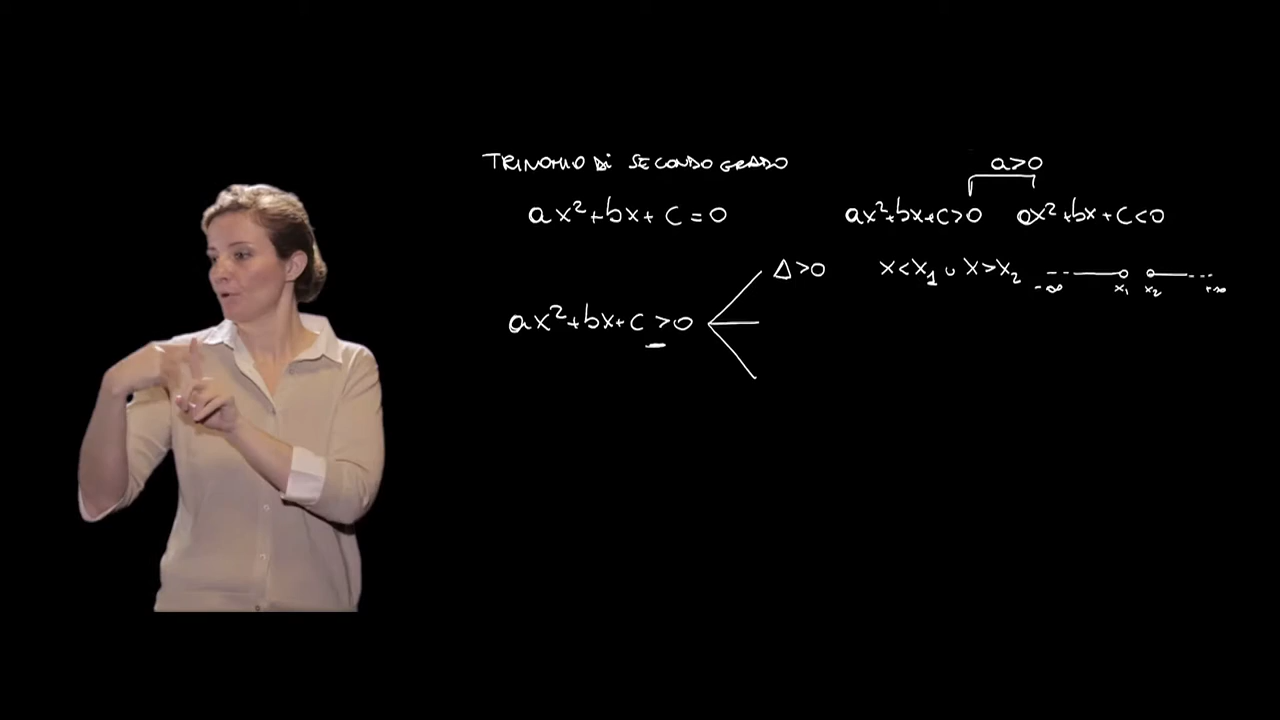 TRINOMIO DI SECONDO GRADO
a>0
ax²+bx+c=0
ax²+bx+c>0 ax²+bx+c<0
Δ>0 x<x₁ ∪ x>x₂
-∞ x₁ x₂ +∞
ax²+bx+c>0